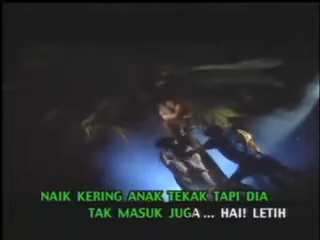 NAIK KERING ANAK TEKAK TAPI DIA
TAK MASUK JUGA ... HAI! LETIH